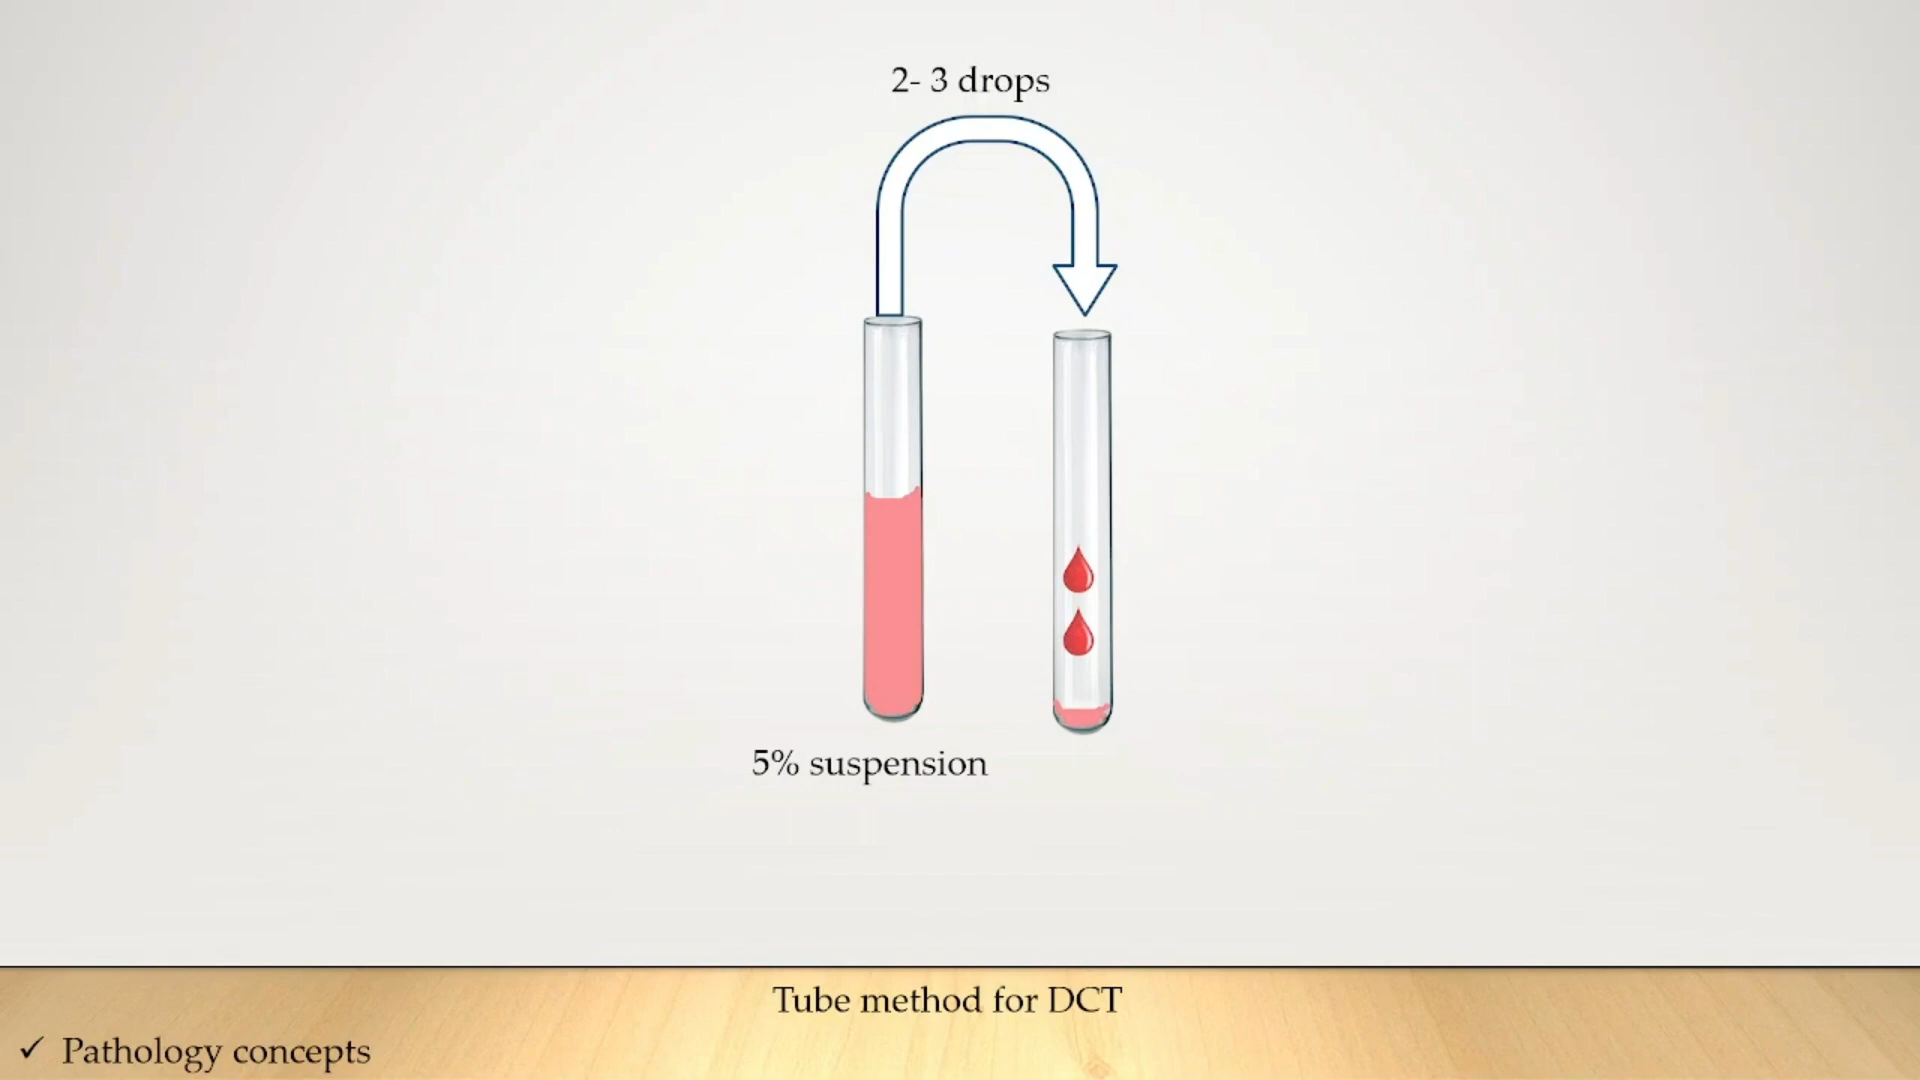 2- 3 drops
5% suspension
Tube method for DCT
✓ Pathology concepts